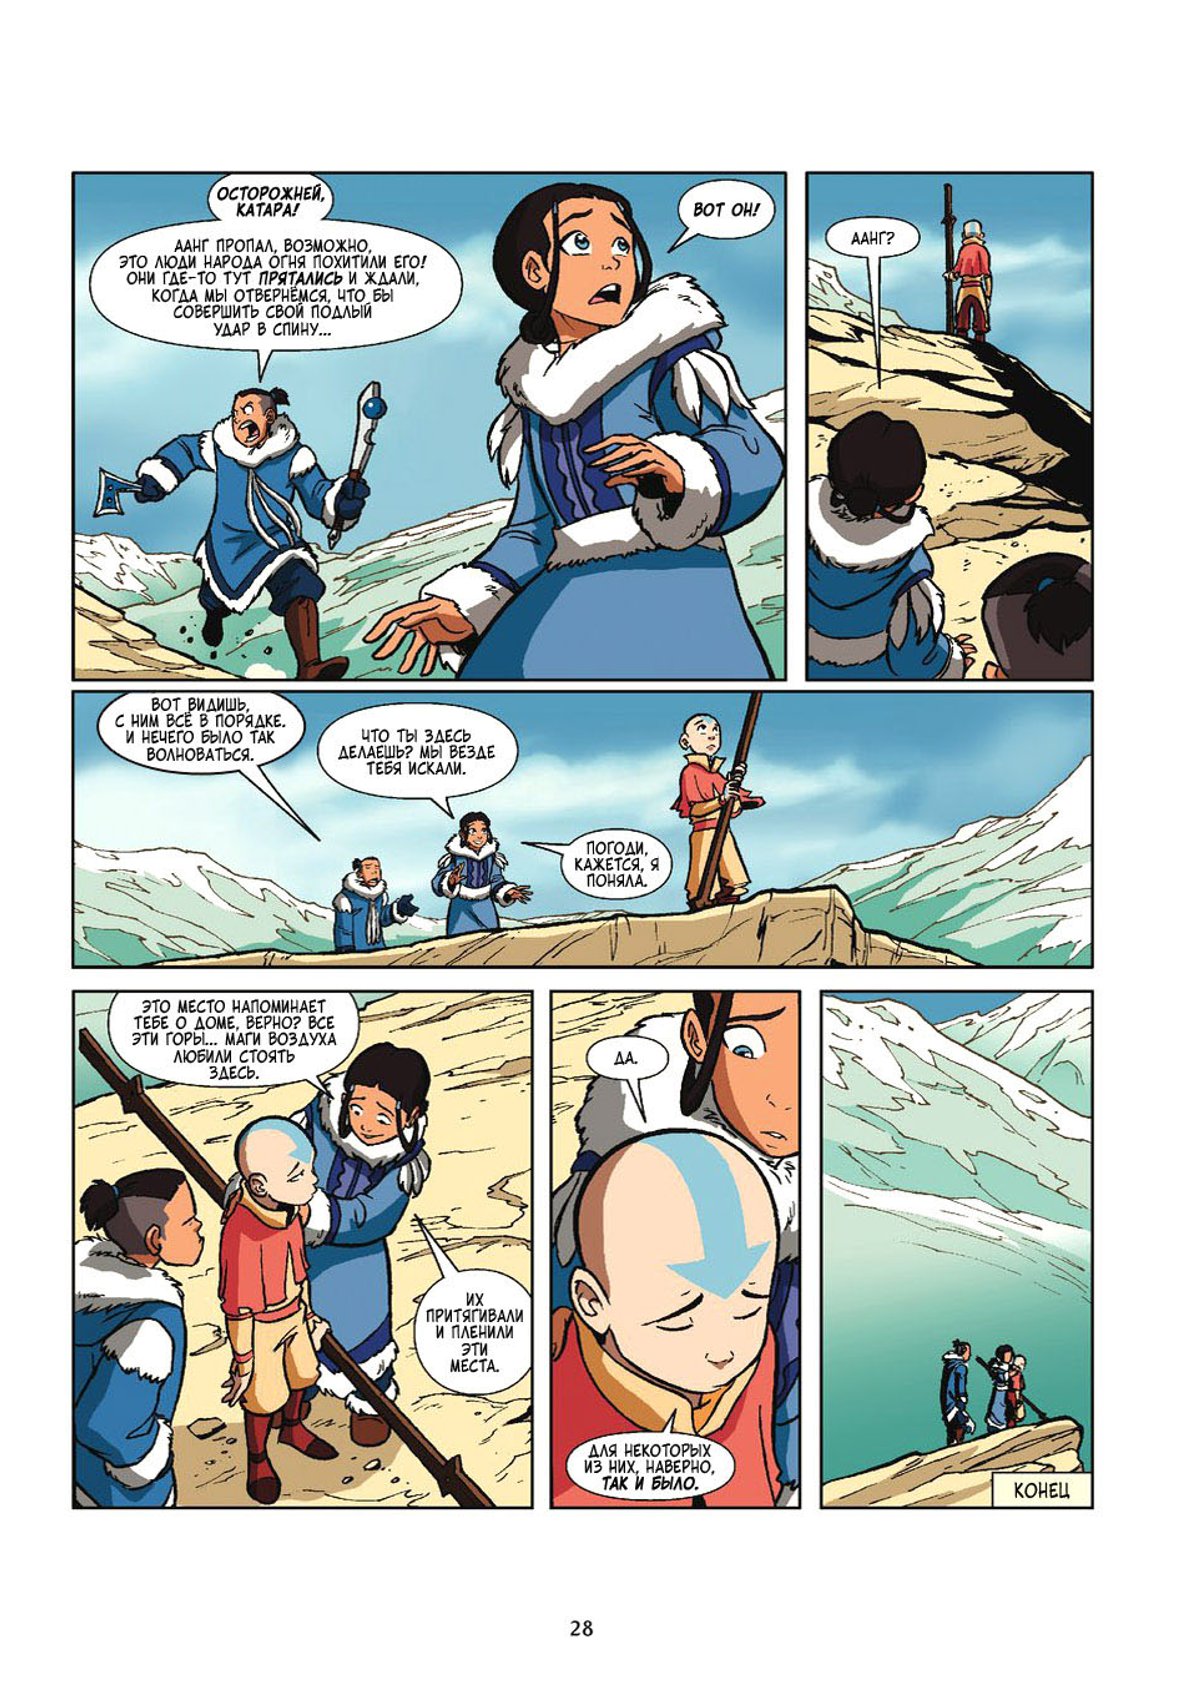 ОСТОРОЖНЕЙ,
КАТАРА!
ААНГ ПРОПАЛ, ВОЗМОЖНО,
ЭТО ЛЮДИ НАРОДА ОГНЯ ПОХИТИЛИ ЕГО!
ОНИ ГДЕ-ТО ТУТ ПРЯТАЛИСЬ И ЖДАЛИ,
КОГДА МЫ ОТВЕРНЁМСЯ, ЧТО БЫ
СОВЕРШИТЬ СВОЙ ПОДЛЫЙ
УДАР В СПИНУ...
ВОТ ОН!
ААНГ?
ВОТ ВИДИШЬ,
С НИМ ВСЁ В ПОРЯДКЕ.
И НЕЧЕГО БЫЛО ТАК
ВОЛНОВАТЬСЯ.
ЧТО ТЫ ЗДЕСЬ
ДЕЛАЕШЬ? МЫ ВЕЗДЕ
ТЕБЯ ИСКАЛИ.
ПОГОДИ,
КАЖЕТСЯ, Я
ПОНЯЛА.
ЭТО МЕСТО НАПОМИНАЕТ
ТЕБЕ О ДОМЕ, ВЕРНО? ВСЕ
ЭТИ ГОРЫ... МАГИ ВОЗДУХА
ЛЮБИЛИ СТОЯТЬ
ЗДЕСЬ.
ИХ
ПРИТЯГИВАЛИ
И ПЛЕНИЛИ
ЭТИ
МЕСТА.
ДА.
ДЛЯ НЕКОТОРЫХ
ИЗ НИХ, НАВЕРНО,
ТАК И БЫЛО.
КОНЕЦ
28